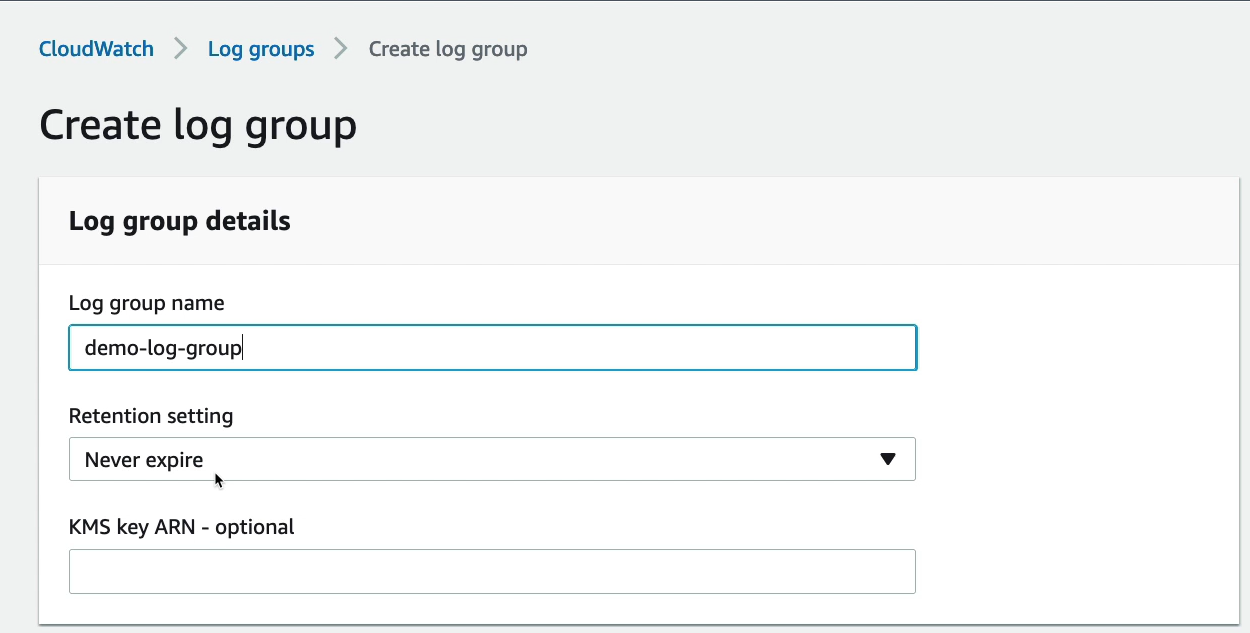 CloudWatch > Log groups > Create log group
Create log group
Log group details
Log group name
demo-log-group
Retention setting
Never expire
KMS key ARN - optional